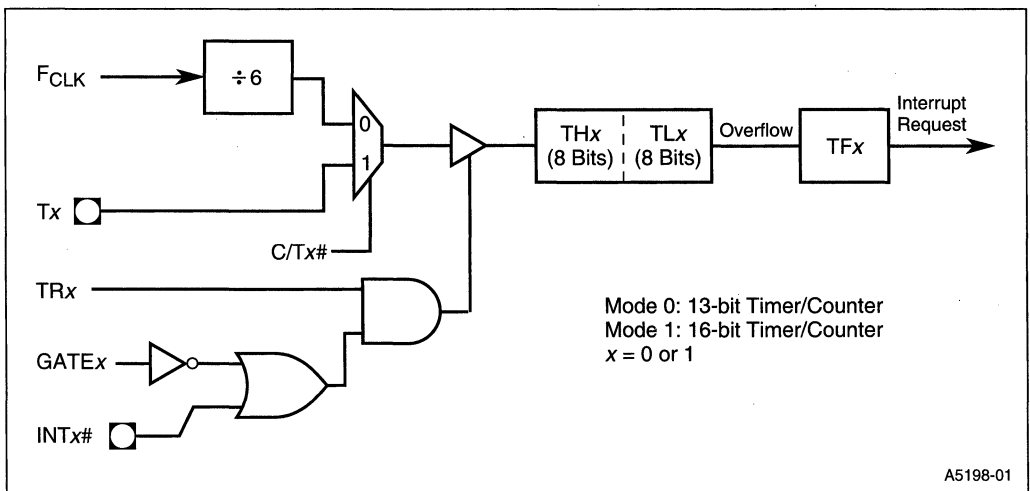 FCLK
÷6
0
1
Tx
C/Tx#
THx
(8 Bits)
TLx
(8 Bits)
Overflow
TFx
Interrupt
Request
TRx
GATEx
INTx#
Mode 0: 13-bit Timer/Counter
Mode 1: 16-bit Timer/Counter
x = 0 or 1
A5198-01